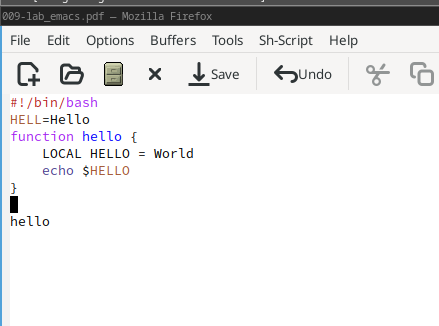 009-lab_emacs.pdf — Mozilla Firefox
File Edit Options Buffers Tools Sh-Script Help
Save Undo
#!/bin/bash
HELL=Hello
function hello {
    LOCAL HELLO = World
    echo $HELLO
}
hello